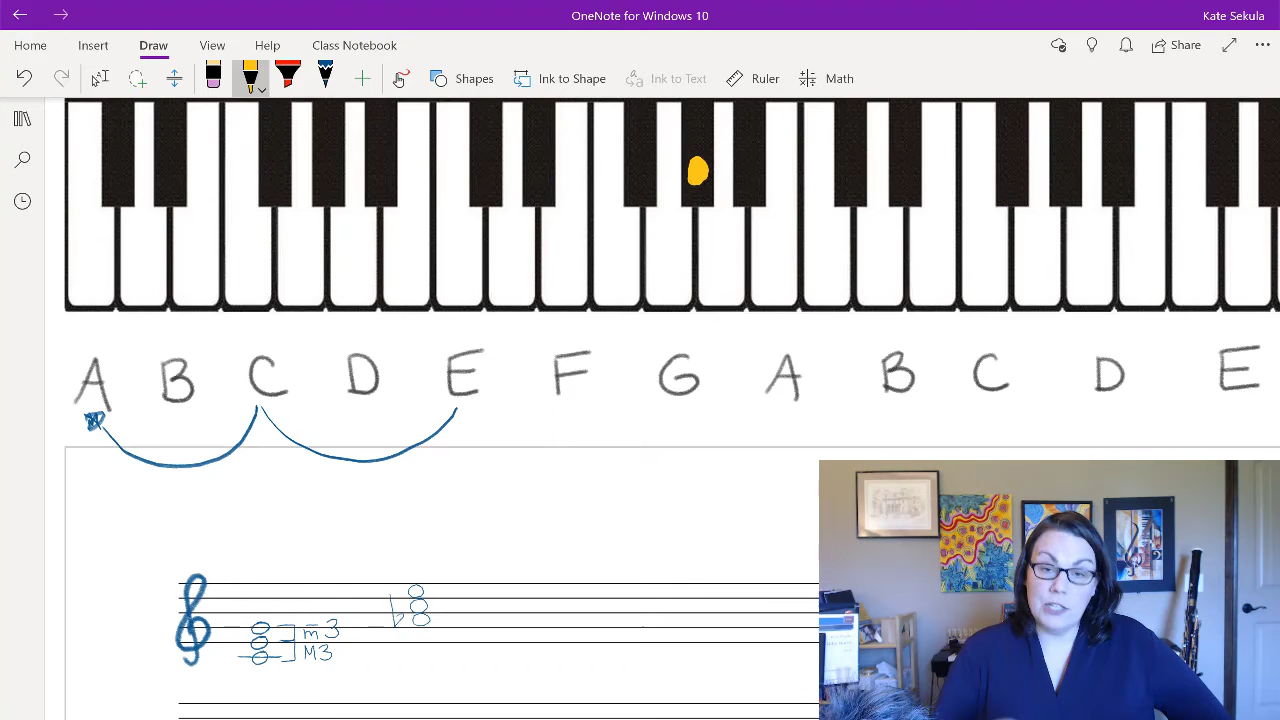 OneNote for Windows 10
Kate Sekula
Home Insert Draw View Help Class Notebook
Share
Shapes Ink to Shape Ink to Text Ruler Math
A B C D E F G A B C D E
m3
M3
♭